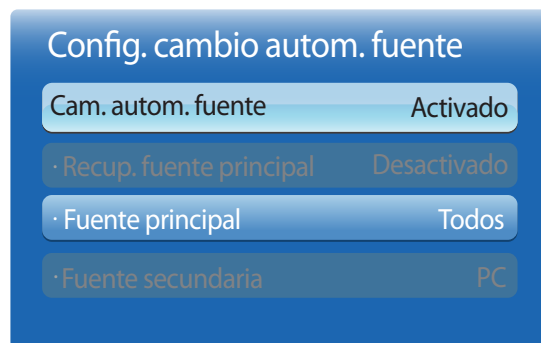 Config. cambio autom. fuente
Cam. autom. fuente Activado
· Recup. fuente principal Desactivado
· Fuente principal Todos
· Fuente secundaria PC